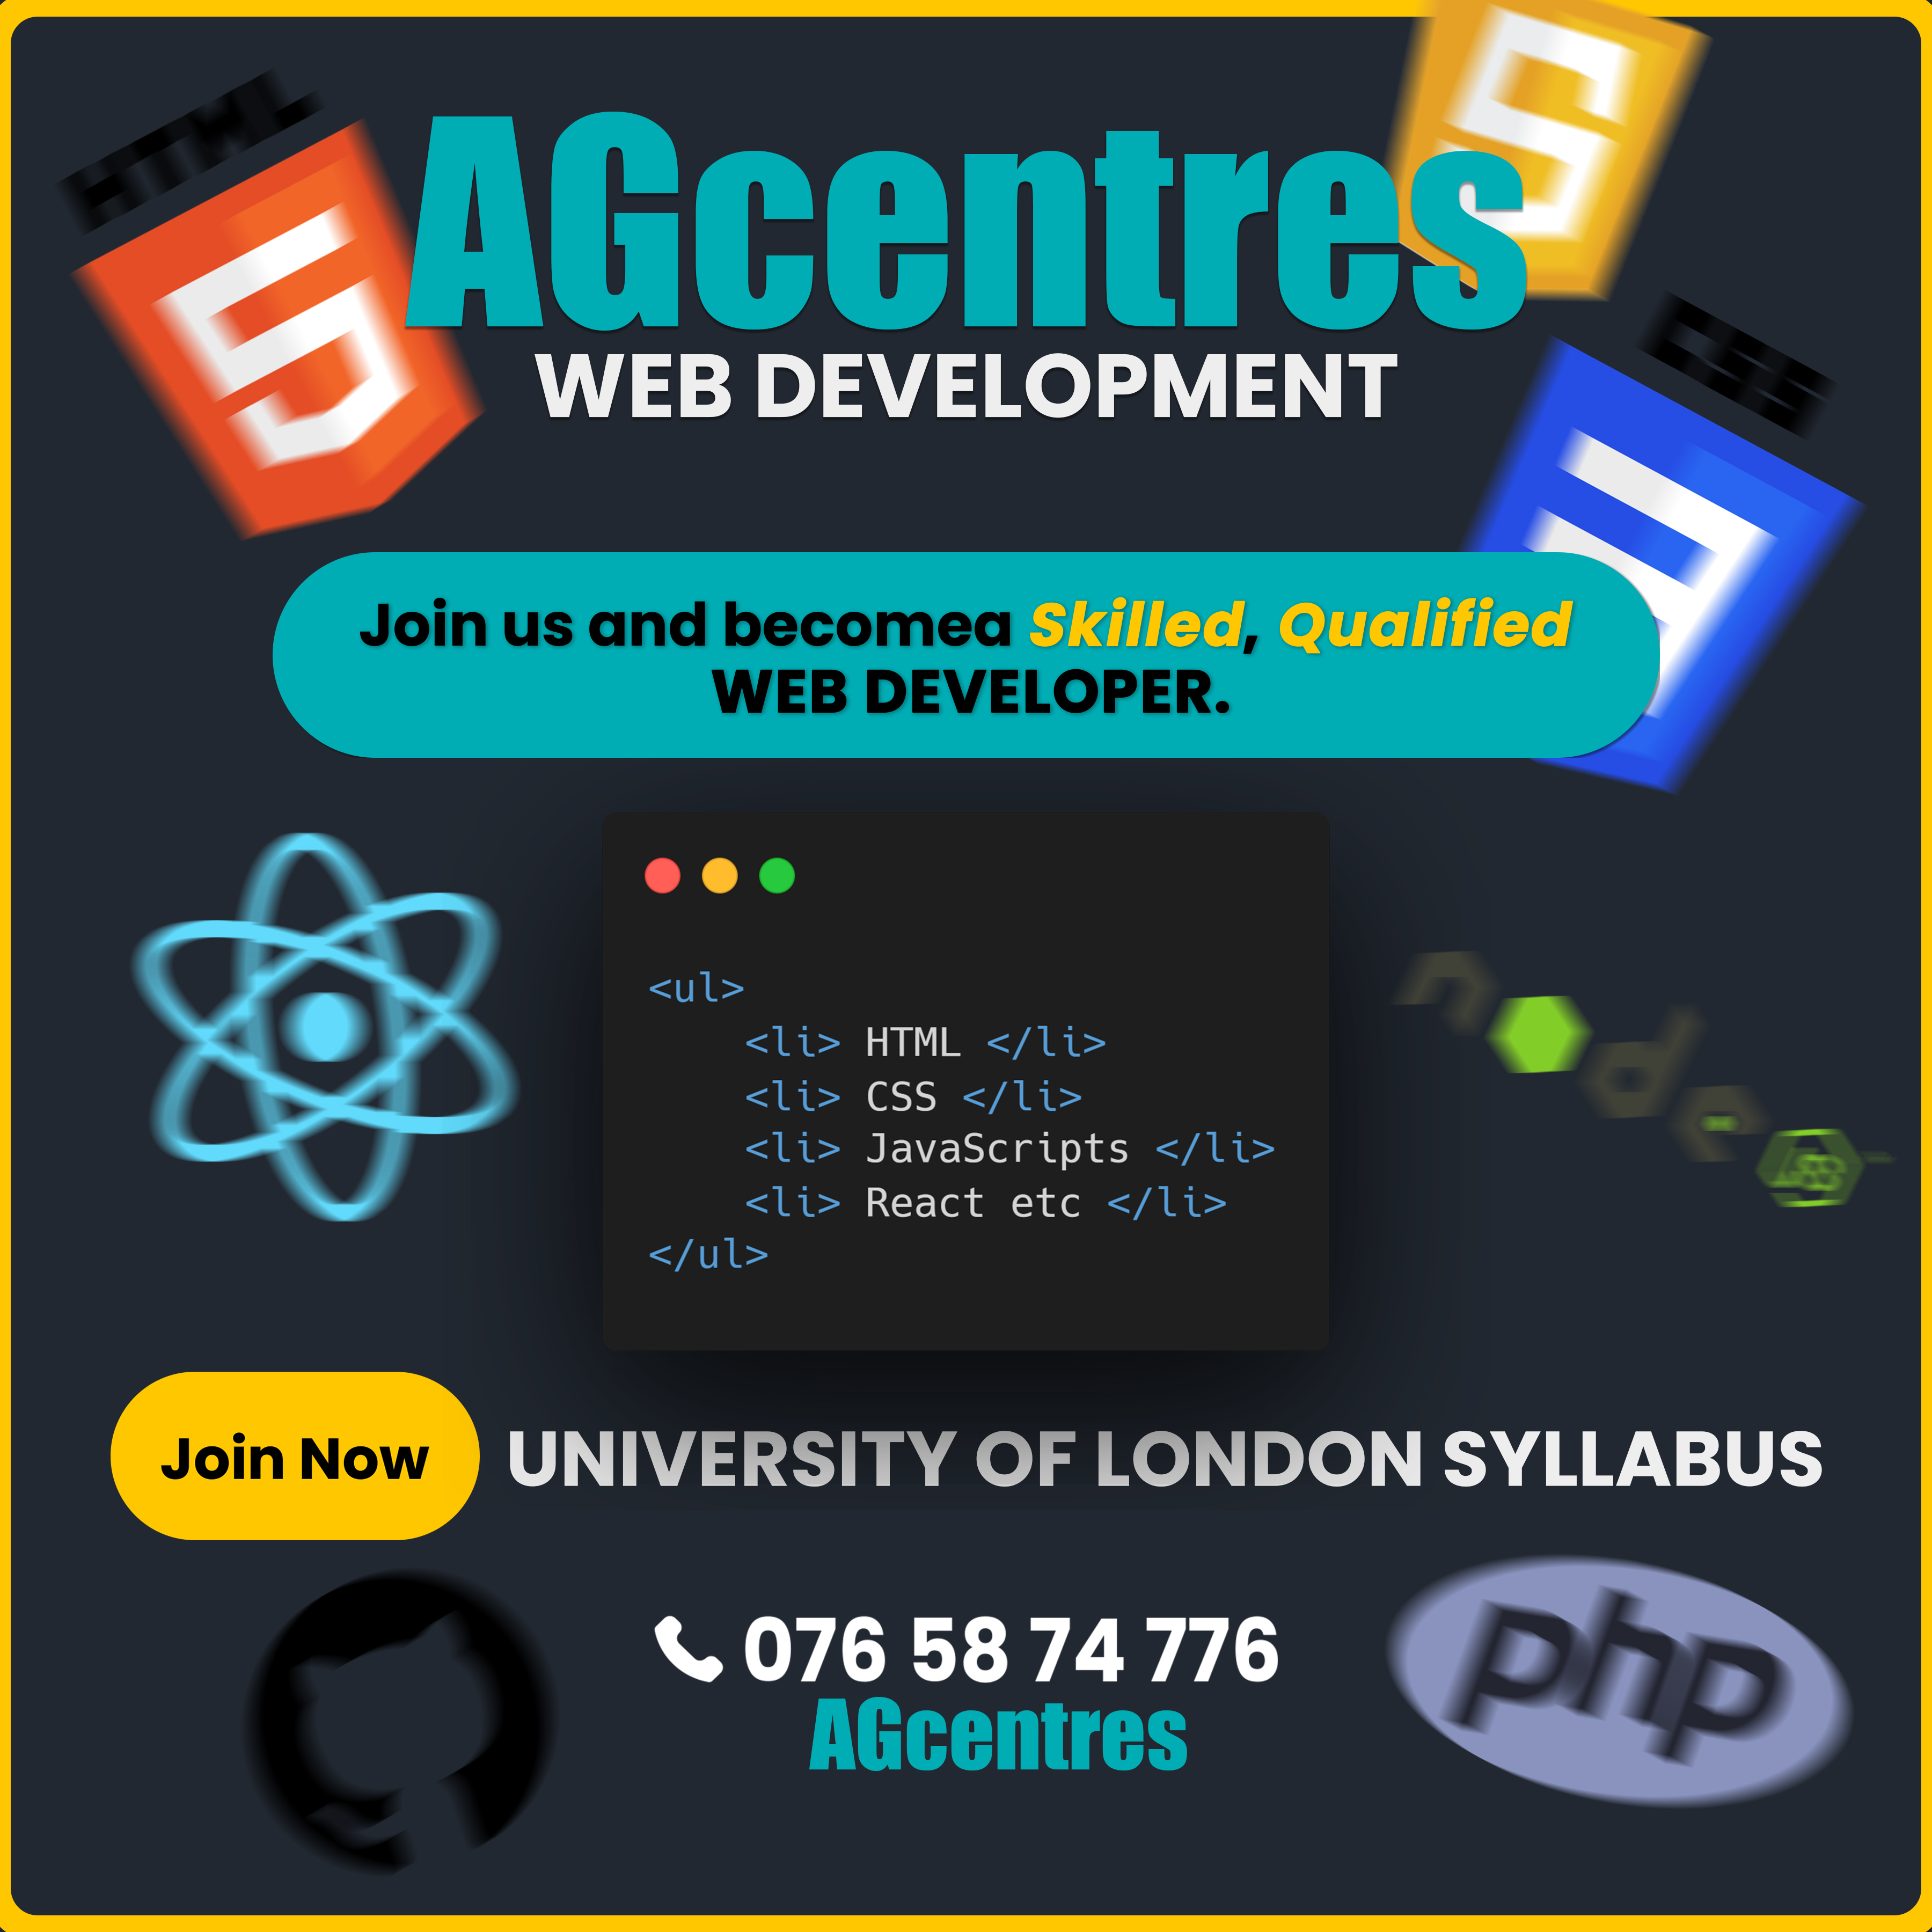 HTML
5
AGcentres
WEB DEVELOPMENT
Join us and becomea Skilled, Qualified
WEB DEVELOPER.
<ul>
<li> HTML </li>
<li> CSS </li>
<li> JavaScripts </li>
<li> React etc </li>
</ul>
node
Join Now
UNIVERSITY OF LONDON SYLLABUS
076 58 74 776
AGcentres
php